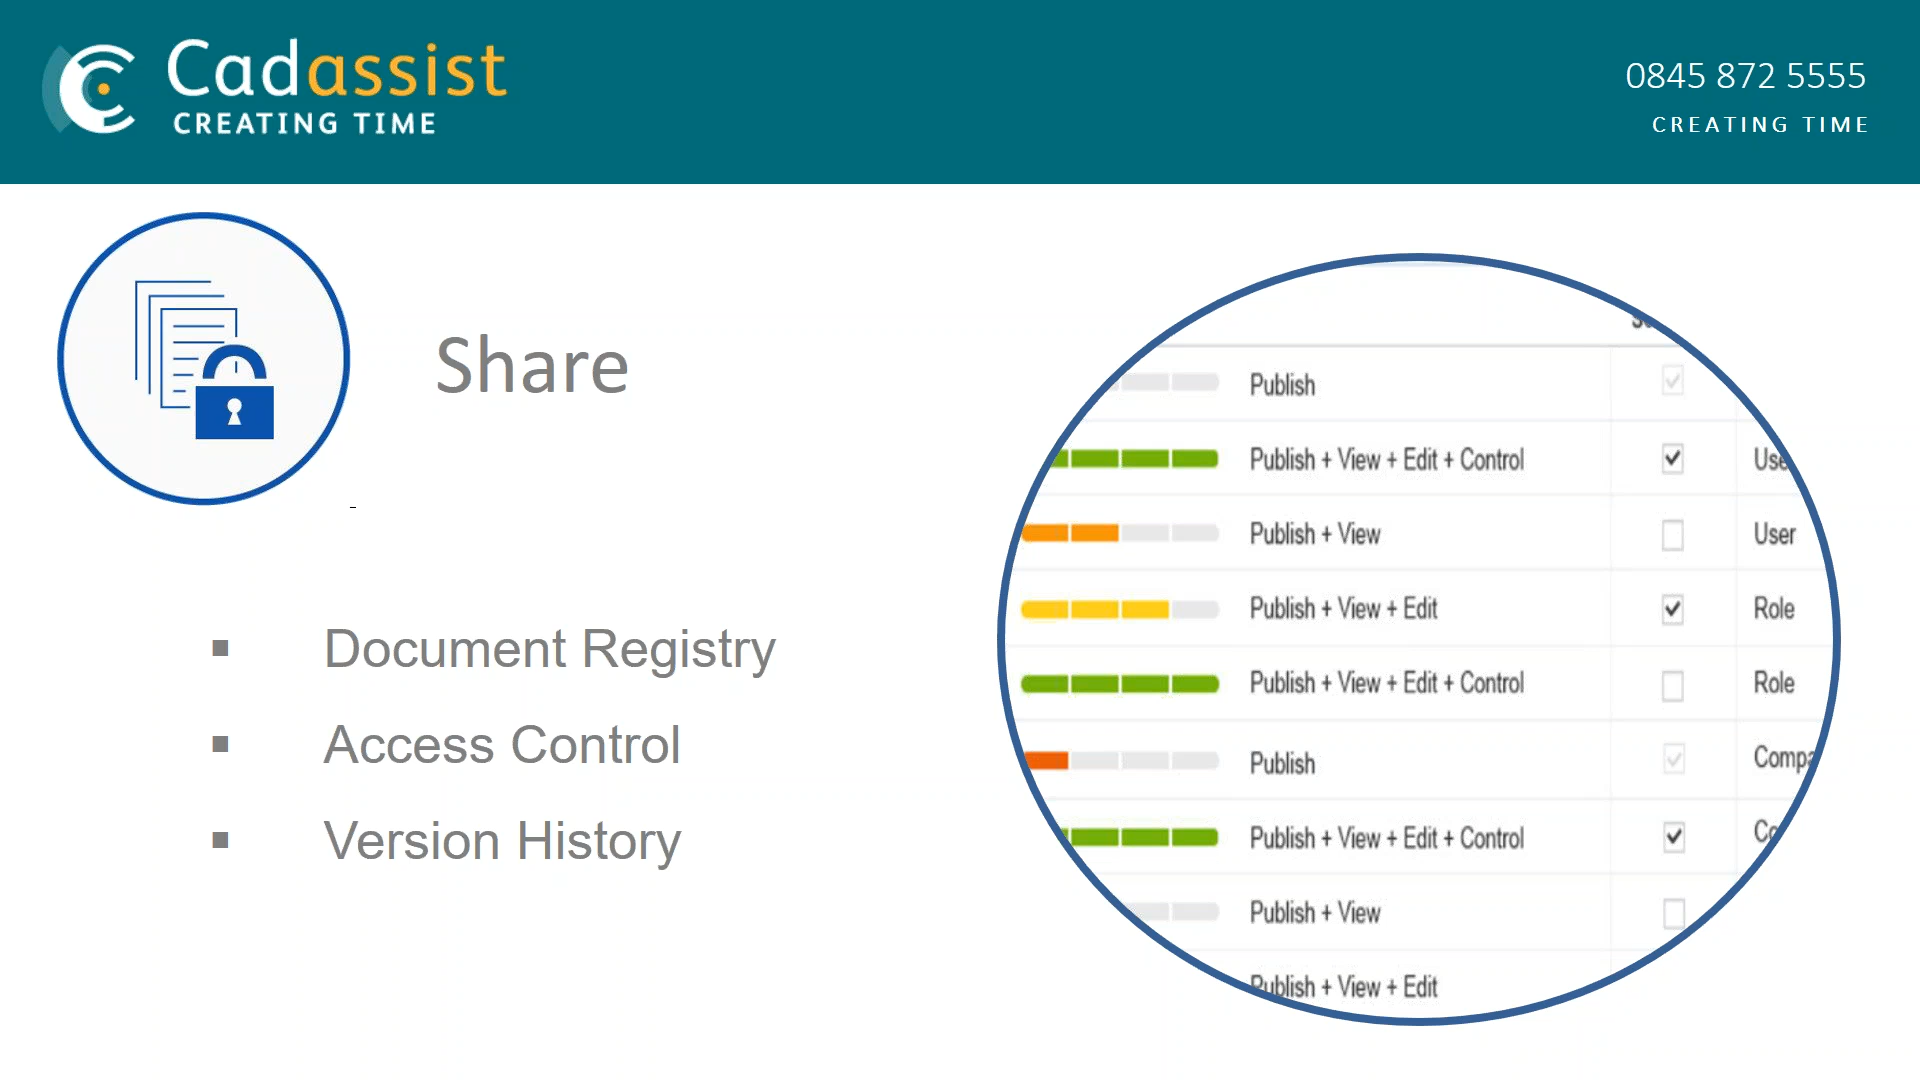 Cadassist
CREATING TIME
0845 872 5555
CREATING TIME
Share
▪ Document Registry
▪ Access Control
▪ Version History
Publish
Publish + View + Edit + Control
Publish + View
User
Publish + View + Edit
Role
Publish + View + Edit + Control
Role
Publish
Publish + View + Edit + Control
Publish + View
Publish + View + Edit